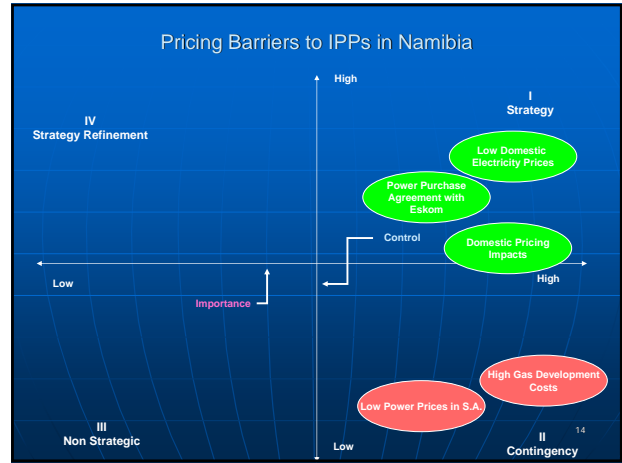 Pricing Barriers to IPPs in Namibia
High
I
Strategy
IV
Strategy Refinement
Low Domestic
Electricity Prices
Power Purchase
Agreement with
Eskom
Control
Domestic Pricing
Impacts
Low
High
Importance
High Gas Development
Costs
Low Power Prices in S.A.
III
Non Strategic
14
II
Contingency
Low